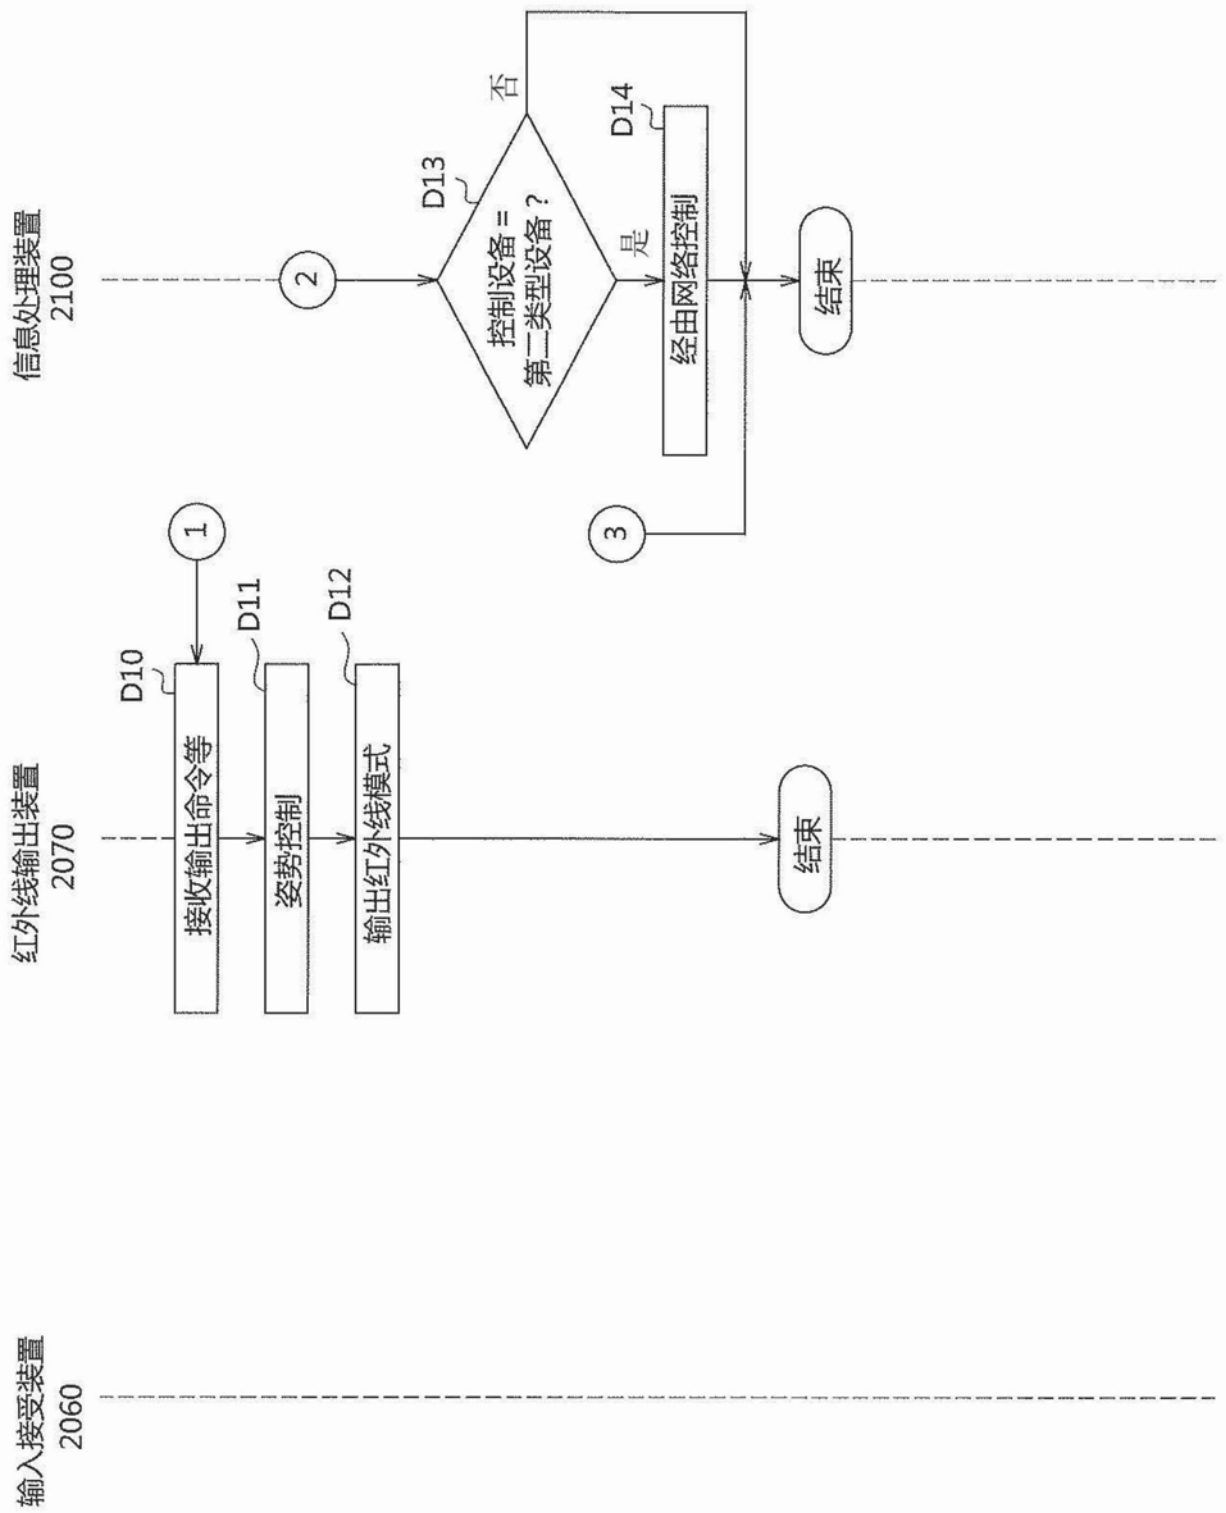 输入接受装置
2060
红外线输出装置
2070
信息处理装置
2100
1
D10
接收输出命令等
D11
姿势控制
D12
输出红外线模式
结束
2
D13
控制设备=
第二类型设备?
否
是
D14
经由网络控制
3
结束